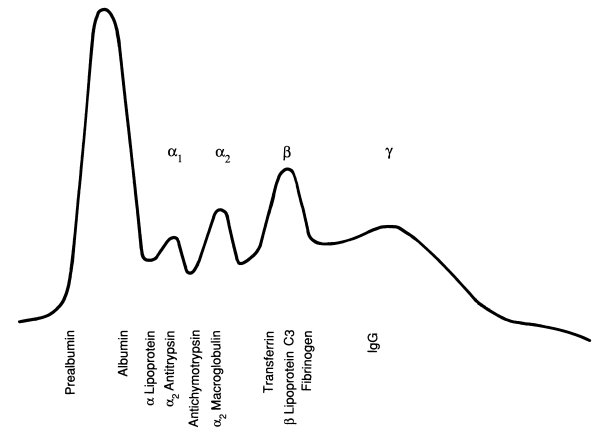 α1
α2
β
γ
Prealbumin
Albumin
α Lipoprotein
α2 Antitrypsin
Antichymotrypsin
α2 Macroglobulin
Transferrin
β Lipoprotein C3
Fibrinogen
IgG